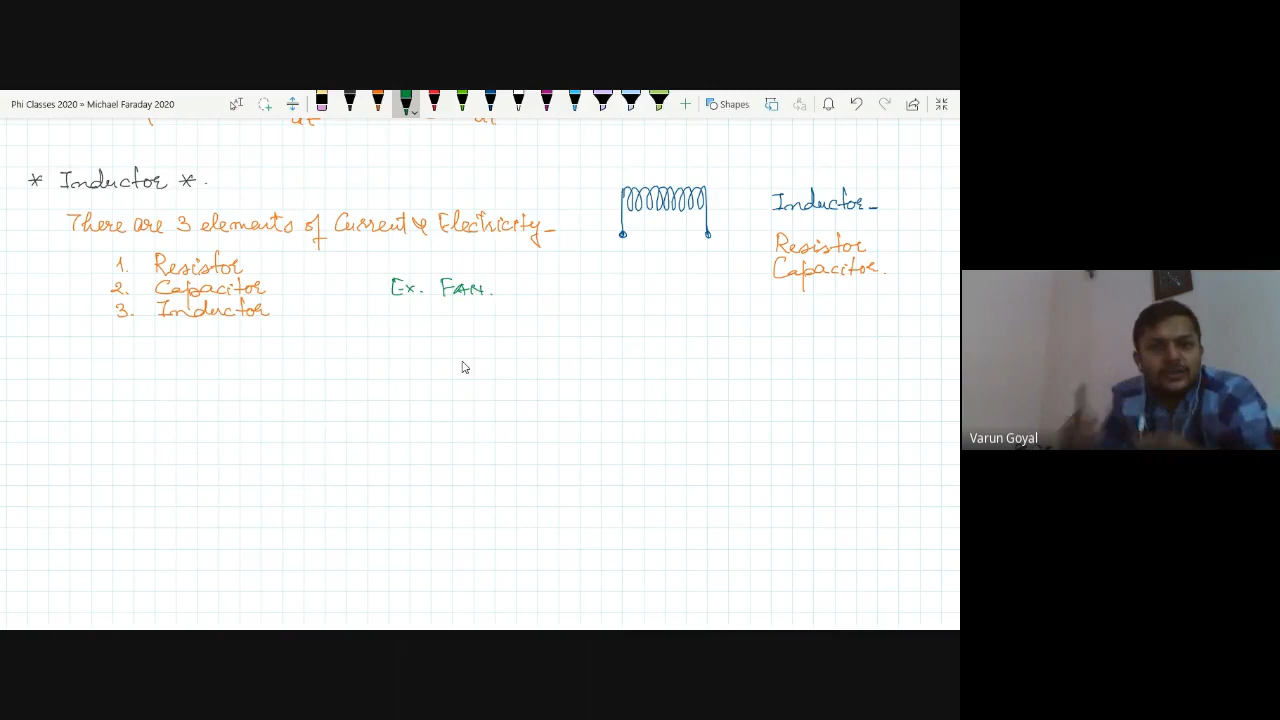 Phi Classes 2020 » Michael Faraday 2020
Shapes
* Inductor *.
There are 3 elements of Current & Electricity -
1. Resistor
2. Capacitor
3. Inductor
Ex. FAN.
Inductor -
Resistor
Capacitor.
Varun Goyal